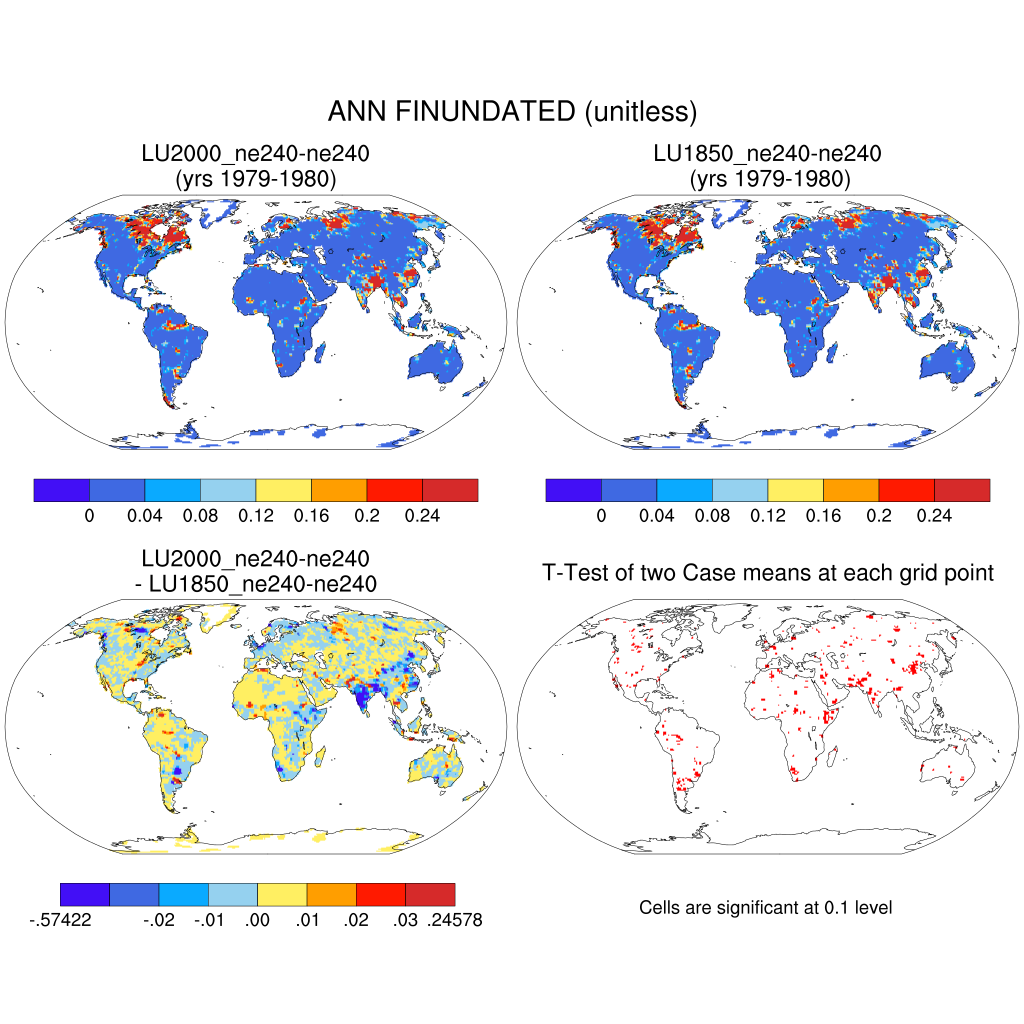 ANN FINUNDATED (unitless)
LU2000_ne240-ne240
(yrs 1979-1980)
LU1850_ne240-ne240
(yrs 1979-1980)
0 0.04 0.08 0.12 0.16 0.2 0.24
0 0.04 0.08 0.12 0.16 0.2 0.24
LU2000_ne240-ne240
- LU1850_ne240-ne240
T-Test of two Case means at each grid point
-.57422 -.02 -.01 .00 .01 .02 .03 .24578
Cells are significant at 0.1 level